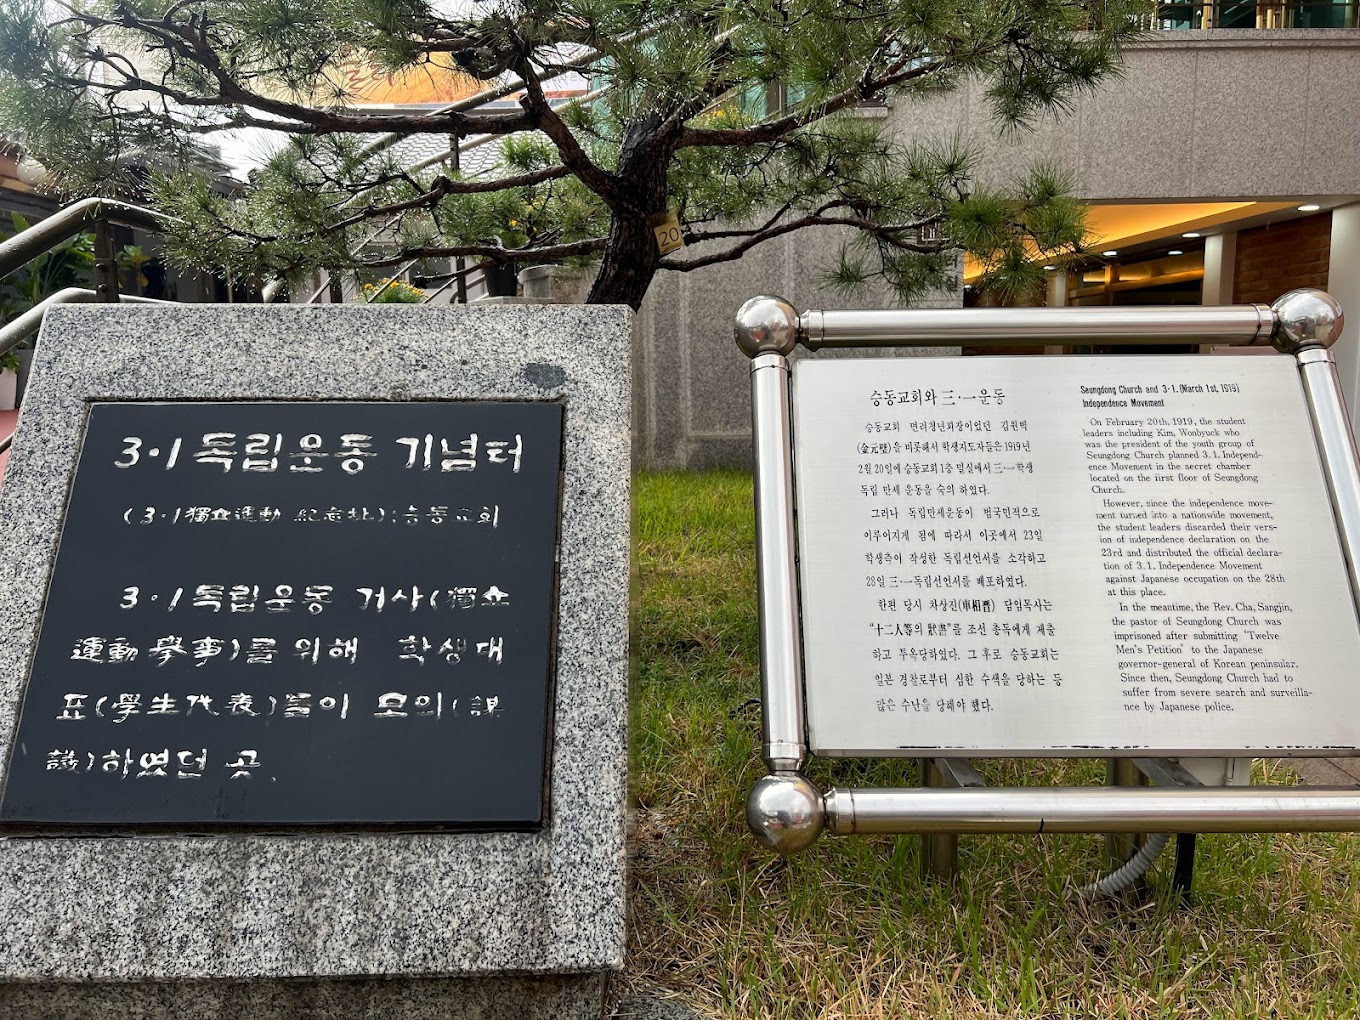 3·1 독립운동 기념터
(3·1獨立運動 紀念址):승동교회
3·1 독립운동 거사(獨立
運動 擧事)를 위해 학생대
표(學生代表)들이 모의(謀
議)하였던 곳.
20
승동교회와 三·一운동
승동교회 면려청년회장이었던 김원벽
(金元壁)을 비롯해서 학생지도자들은 1919년
2월 20일에 승동교회 1층 밀실에서 三·一학생
독립 만세 운동을 숙의 하였다.
그러나 독립만세운동이 범국민적으로
이루어지게 됨에 따라서 이곳에서 23일
학생측이 작성한 독립선언서를 소각하고
28일 三·一독립선언서를 배포하였다.
한편 당시 차상진(車相晋) 담임목사는
"十二人等의 狀書"를 조선 총독에게 제출
하고 투옥당하였다. 그 후로 승동교회는
일본 경찰로부터 심한 수색을 당하는 등
많은 수난을 당해야 했다.
Seungdong Church and 3·1.(March 1st, 1919)
Independence Movement
On February 20th, 1919, the student
leaders including Kim, Wonbyuck who
was the president of the youth group of
Seungdong Church planned 3.1. Independ-
ence Movement in the secret chamber
located on the first floor of Seungdong
Church.
However, since the independence move-
ment turned into a nationwide movement,
the student leaders discarded their vers-
ion of independence declaration on the
23rd and distributed the official declara-
tion of 3.1. Independence Movement
against Japanese occupation on the 28th
at this place.
In the meantime, the Rev. Cha, Sangjin,
the pastor of Seungdong Church was
imprisoned after submitting 'Twelve
Men's Petition' to the Japanese
governor-general of Korean peninsular.
Since then, Seungdong Church had to
suffer from severe search and surveilla-
nce by Japanese police.